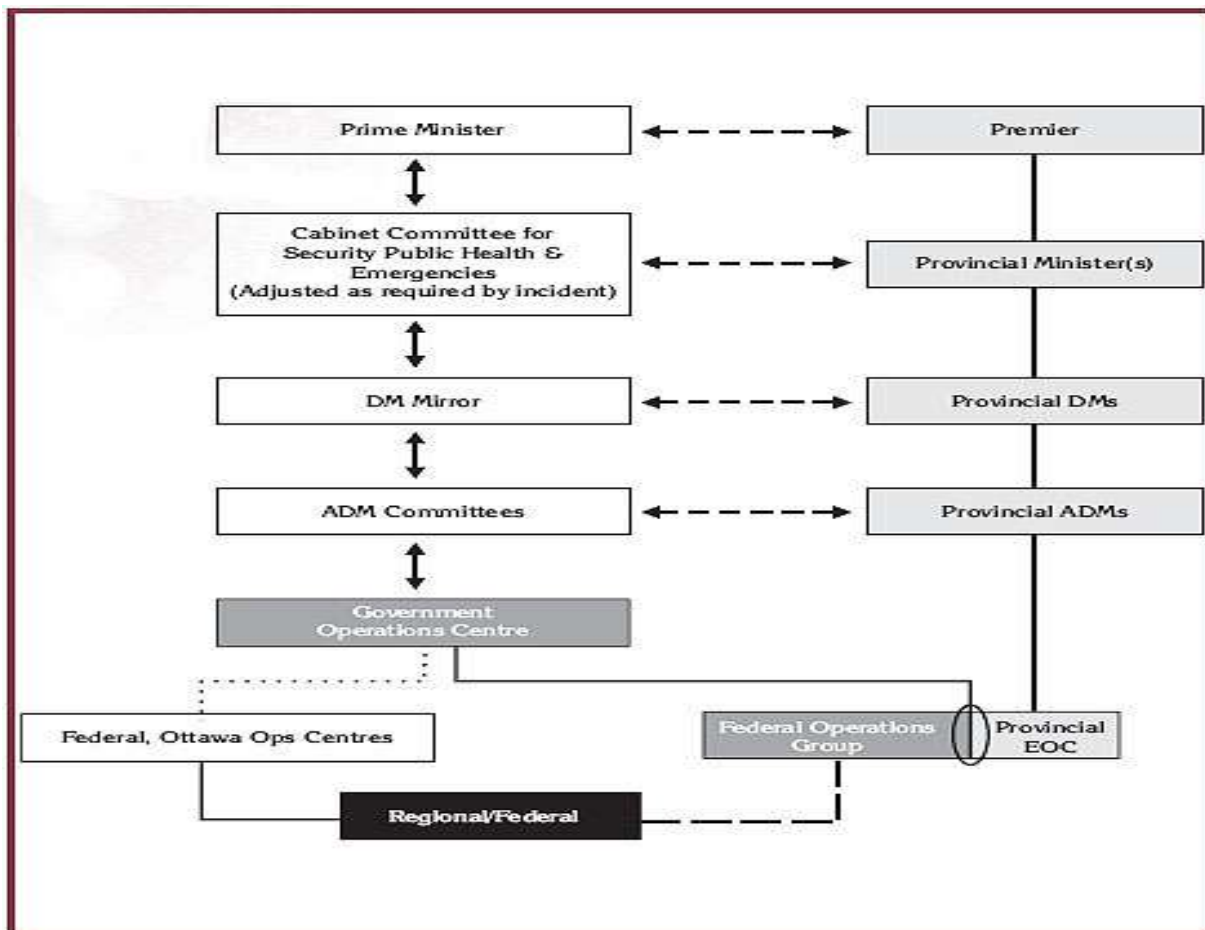 Prime Minister
Premier
Cabinet Committee for
Security Public Health &
Emergencies
(Adjusted as required by incident)
Provincial Minister(s)
DM Mirror
Provincial DMs
ADM Committees
Provincial ADMs
Government
Operations Centre
Federal, Ottawa Ops Centres
Federal Operations
Group
Provincial
EOC
Regional/Federal